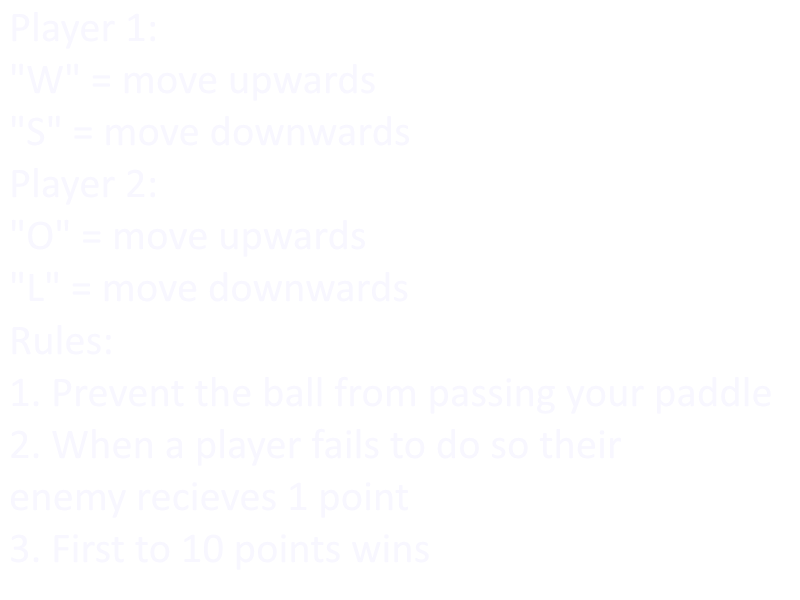 Player 1:
"W" = move upwards
"S" = move downwards
Player 2:
"O" = move upwards
"L" = move downwards
Rules:
1. Prevent the ball from passing your paddle
2. When a player fails to do so their
enemy recieves 1 point
3. First to 10 points wins